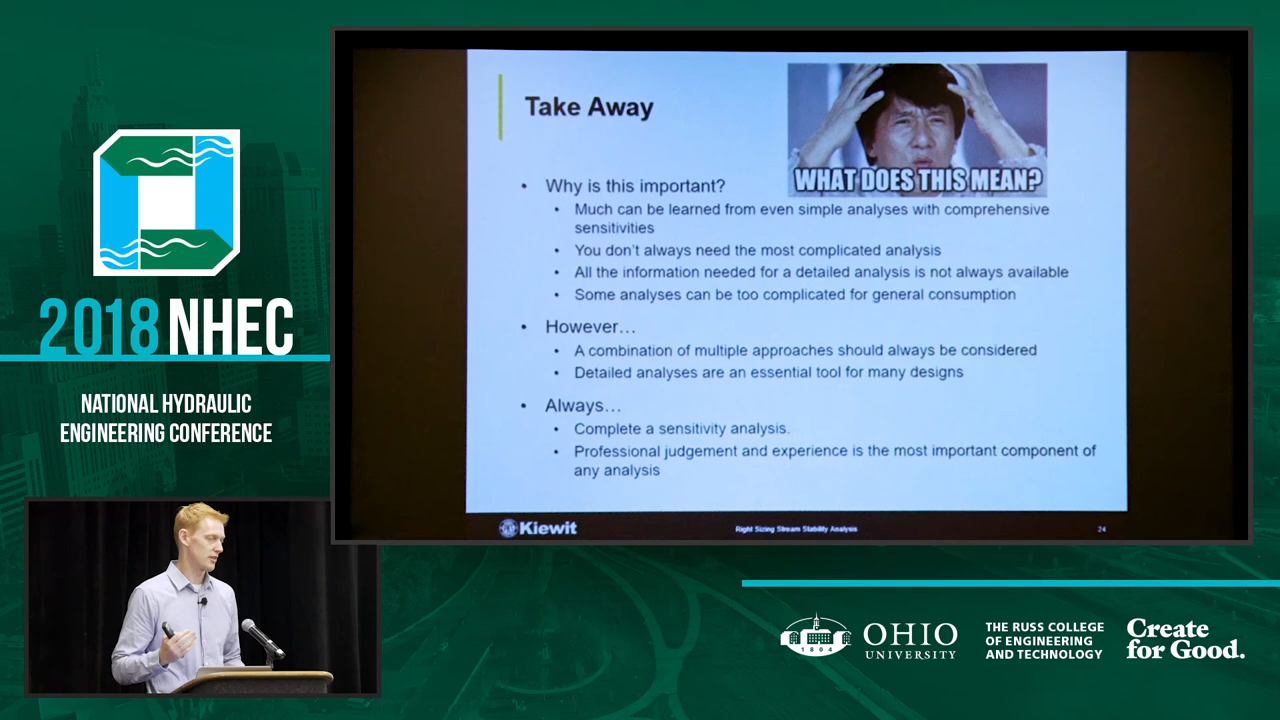 2018 NHEC
NATIONAL HYDRAULIC
ENGINEERING CONFERENCE
Take Away
WHAT DOES THIS MEAN?
• Why is this important?
• Much can be learned from even simple analyses with comprehensive
sensitivities
• You don't always need the most complicated analysis
• All the information needed for a detailed analysis is not always available
• Some analyses can be too complicated for general consumption
• However…
• A combination of multiple approaches should always be considered
• Detailed analyses are an essential tool for many designs
• Always…
• Complete a sensitivity analysis.
• Professional judgement and experience is the most important component of
any analysis
Kiewit
Right Sizing Stream Stability Analysis
24
1804
OHIO
UNIVERSITY
THE RUSS COLLEGE
OF ENGINEERING
AND TECHNOLOGY
Create
for Good.